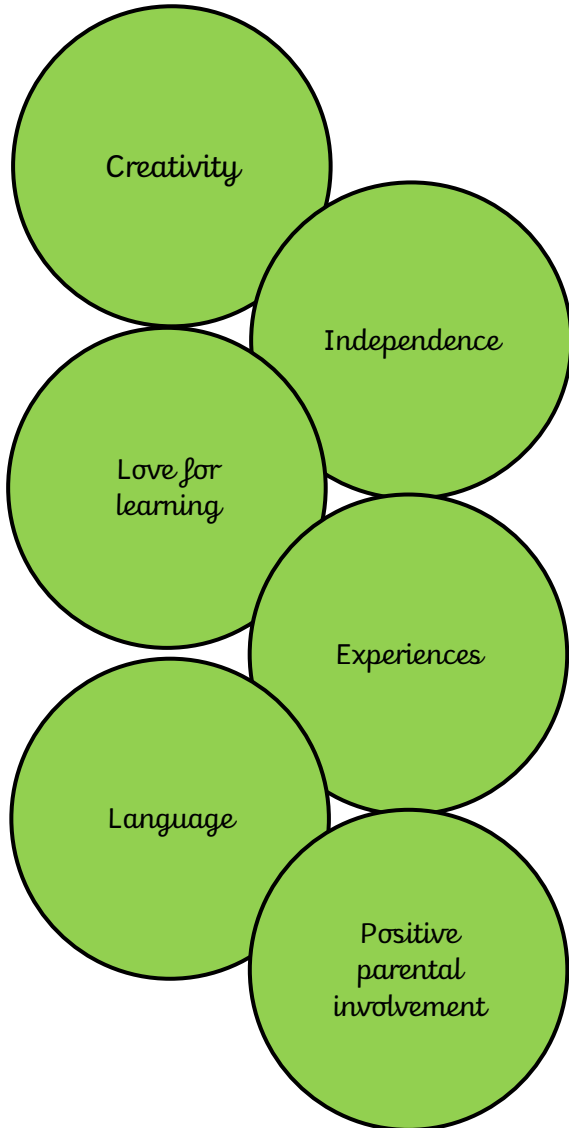 Creativity
Independence
Love for
learning
Experiences
Language
Positive
parental
involvement